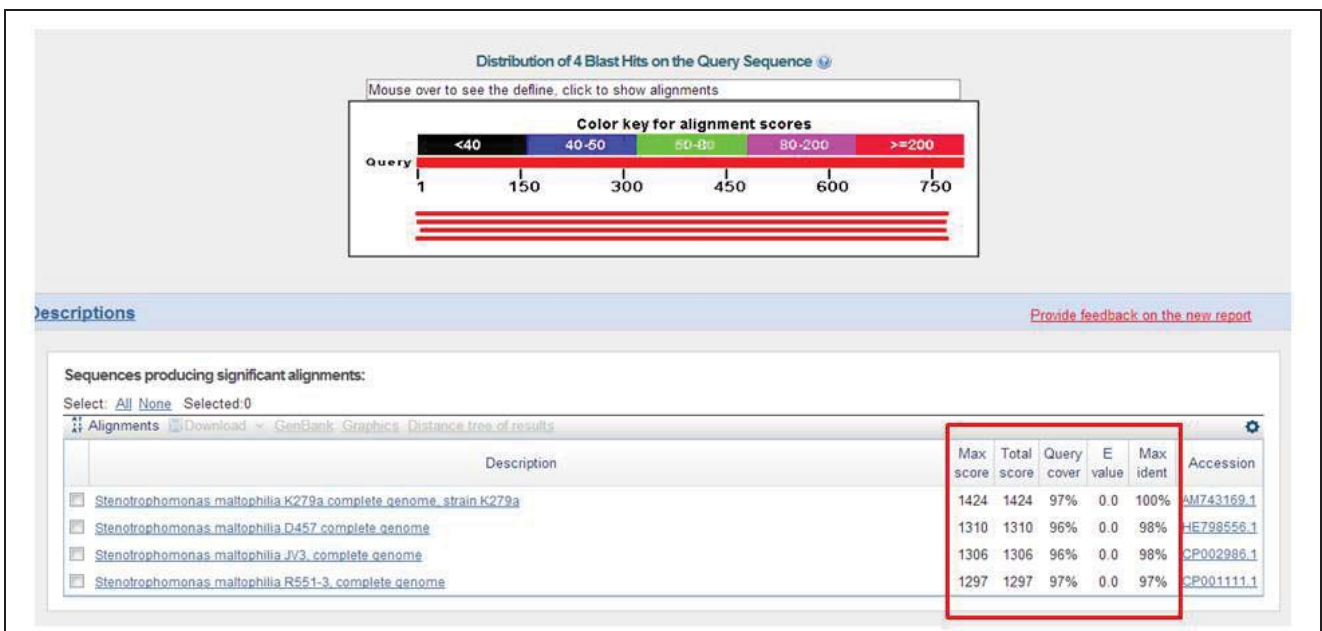 Distribution of 4 Blast Hits on the Query Sequence
Mouse over to see the defline, click to show alignments
Color key for alignment scores
<40 40-50 50-80 80-200 >=200
Query
1 150 300 450 600 750
Descriptions
Provide feedback on the new report
Sequences producing significant alignments:
Select: All None Selected:0
Alignments Download GenBank Graphics Distance tree of results
Description Max score Total score Query cover E value Max ident Accession
Stenotrophomonas maltophilia K279a complete genome, strain K279a 1424 1424 97% 0.0 100% AM743169.1
Stenotrophomonas maltophilia D457 complete genome 1310 1310 96% 0.0 98% HE798556.1
Stenotrophomonas maltophilia JV3, complete genome 1306 1306 96% 0.0 98% CP002986.1
Stenotrophomonas maltophilia R551-3, complete genome 1297 1297 97% 0.0 97% CP001111.1